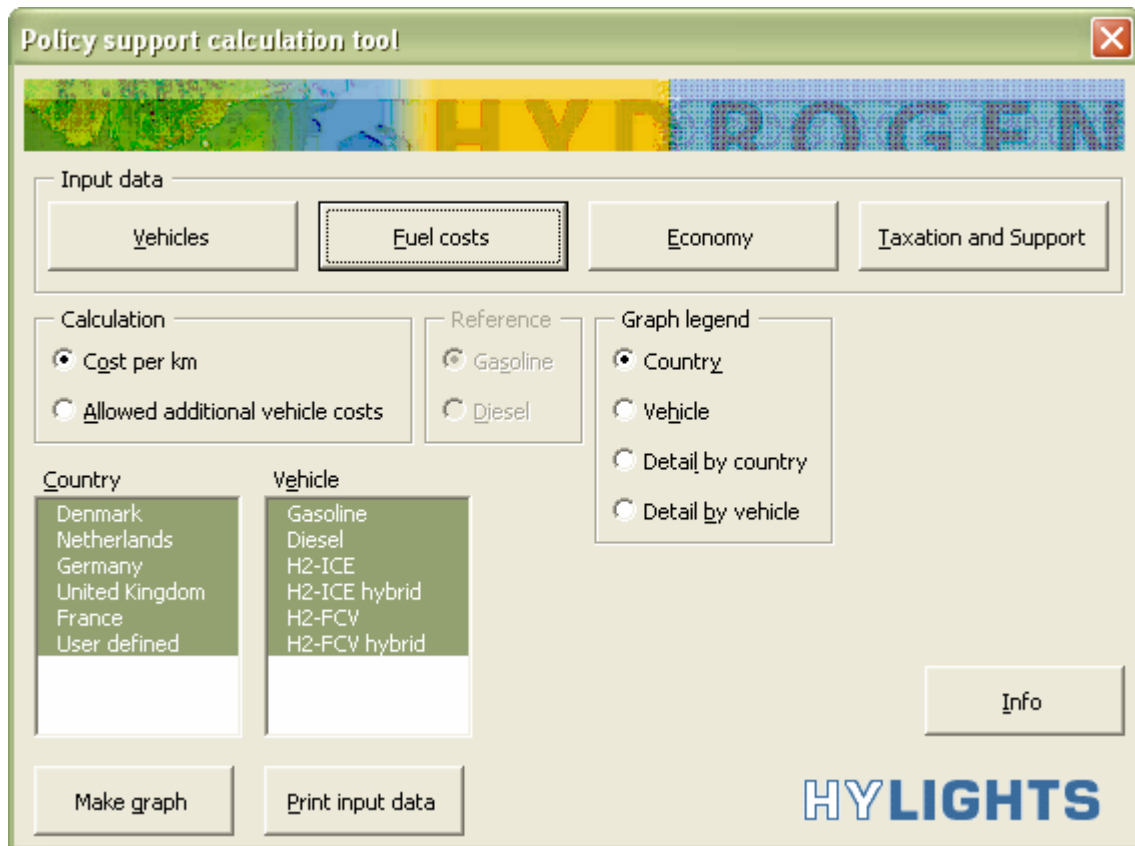 Policy support calculation tool
HYDROGEN
Input data
Vehicles
Fuel costs
Economy
Taxation and Support
Calculation
Cost per km
Allowed additional vehicle costs
Reference
Gasoline
Diesel
Graph legend
Country
Vehicle
Detail by country
Detail by vehicle
Country
Denmark
Netherlands
Germany
United Kingdom
France
User defined
Vehicle
Gasoline
Diesel
H2-ICE
H2-ICE hybrid
H2-FCV
H2-FCV hybrid
Info
Make graph
Print input data
HYLIGHTS